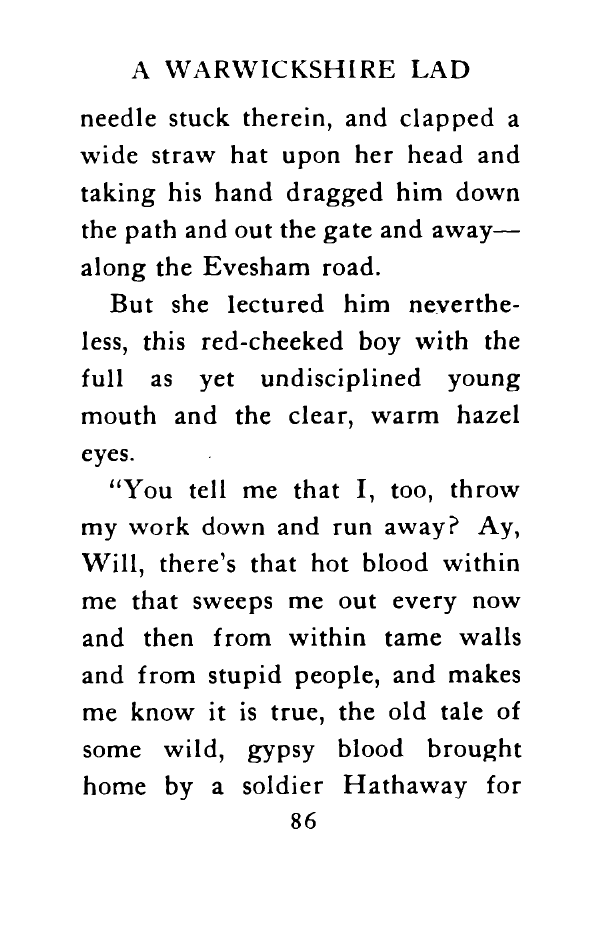 A WARWICKSHIRE LAD
needle stuck therein, and clapped a
wide straw hat upon her head and
taking his hand dragged him down
the path and out the gate and away—
along the Evesham road.
But she lectured him neverthe-
less, this red-cheeked boy with the
full as yet undisciplined young
mouth and the clear, warm hazel
eyes.
"You tell me that I, too, throw
my work down and run away? Ay,
Will, there's that hot blood within
me that sweeps me out every now
and then from within tame walls
and from stupid people, and makes
me know it is true, the old tale of
some wild, gypsy blood brought
home by a soldier Hathaway for
86